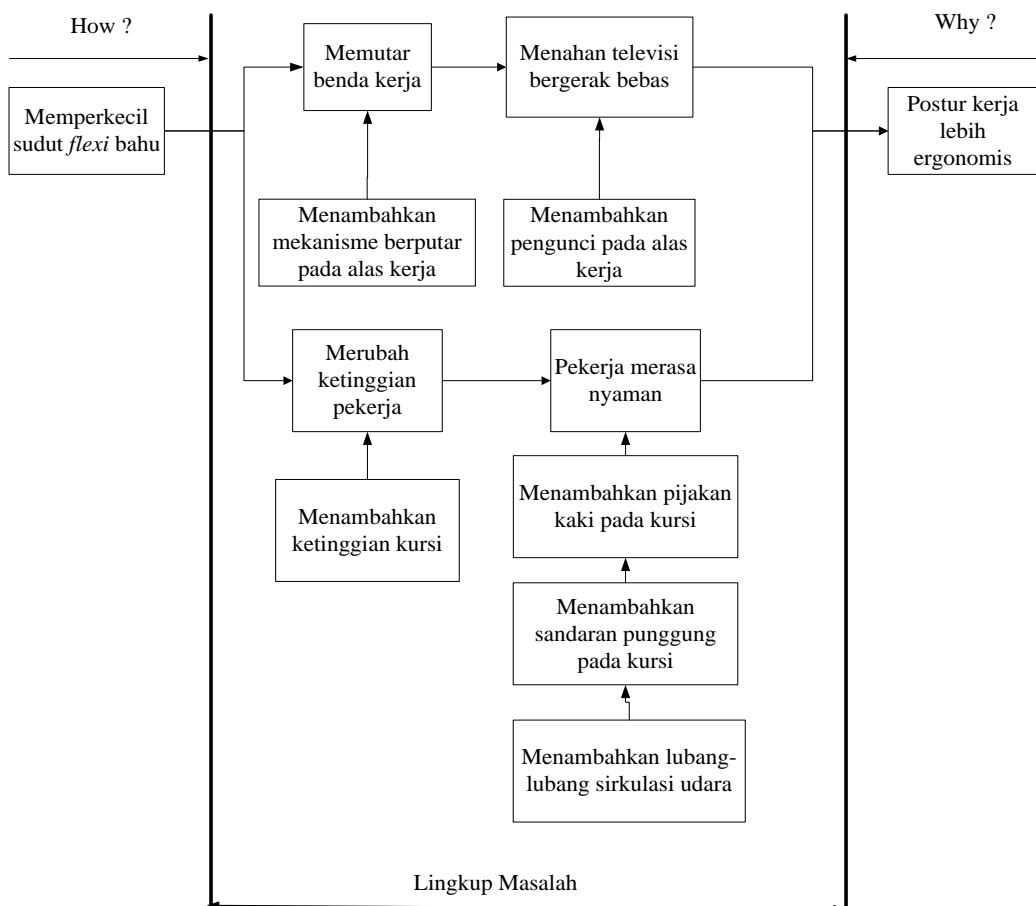 How ?
Why ?
Memperkecil
sudut flexi bahu
Memutar
benda kerja
Menahan televisi
bergerak bebas
Postur kerja
lebih
ergonomis
Menambahkan
mekanisme berputar
pada alas kerja
Menambahkan
pengunci pada alas
kerja
Merubah
ketinggian
pekerja
Pekerja merasa
nyaman
Menambahkan
ketinggian kursi
Menambahkan pijakan
kaki pada kursi
Menambahkan
sandaran punggung
pada kursi
Menambahkan lubang-
lubang sirkulasi udara
Lingkup Masalah